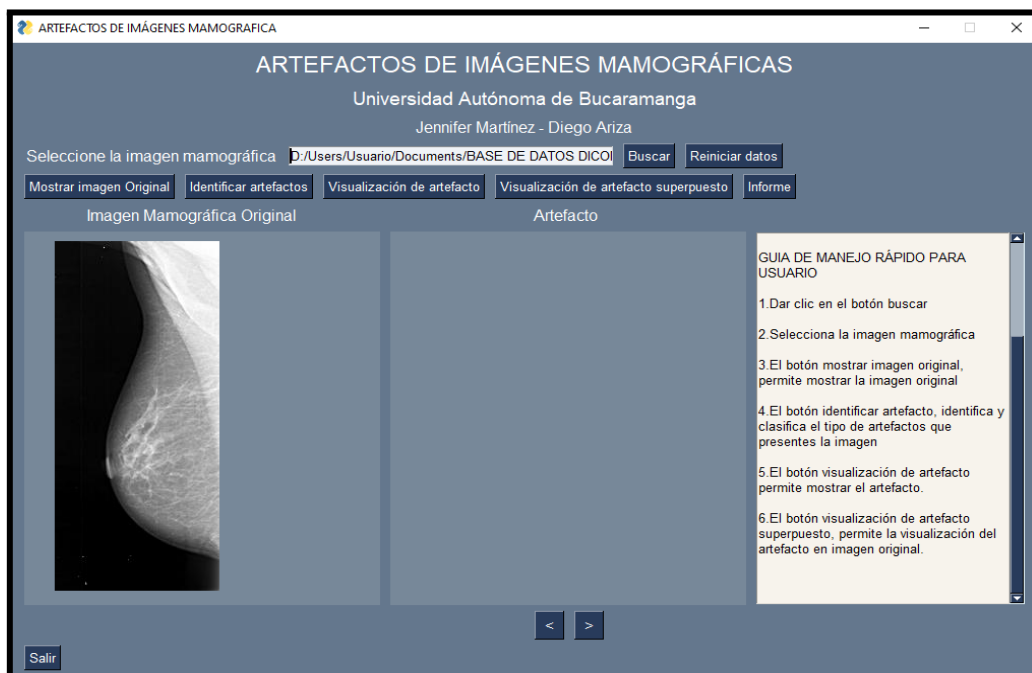 ARTEFACTOS DE IMÁGENES MAMOGRAFICA
ARTEFACTOS DE IMÁGENES MAMOGRÁFICAS
Universidad Autónoma de Bucaramanga
Jennifer Martínez - Diego Ariza
Seleccione la imagen mamográfica D:/Users/Usuario/Documents/BASE DE DATOS DICOI Buscar Reiniciar datos
Mostrar imagen Original Identificar artefactos Visualización de artefacto Visualización de artefacto superpuesto Informe
Imagen Mamográfica Original Artefacto
GUIA DE MANEJO RÁPIDO PARA
USUARIO
1.Dar clic en el botón buscar
2.Selecciona la imagen mamográfica
3.El botón mostrar imagen original,
permite mostrar la imagen original
4.El botón identificar artefacto, identifica y
clasifica el tipo de artefactos que
presentes la imagen
5.El botón visualización de artefacto
permite mostrar el artefacto.
6.El botón visualización de artefacto
superpuesto, permite la visualización del
artefacto en imagen original.
< >
Salir